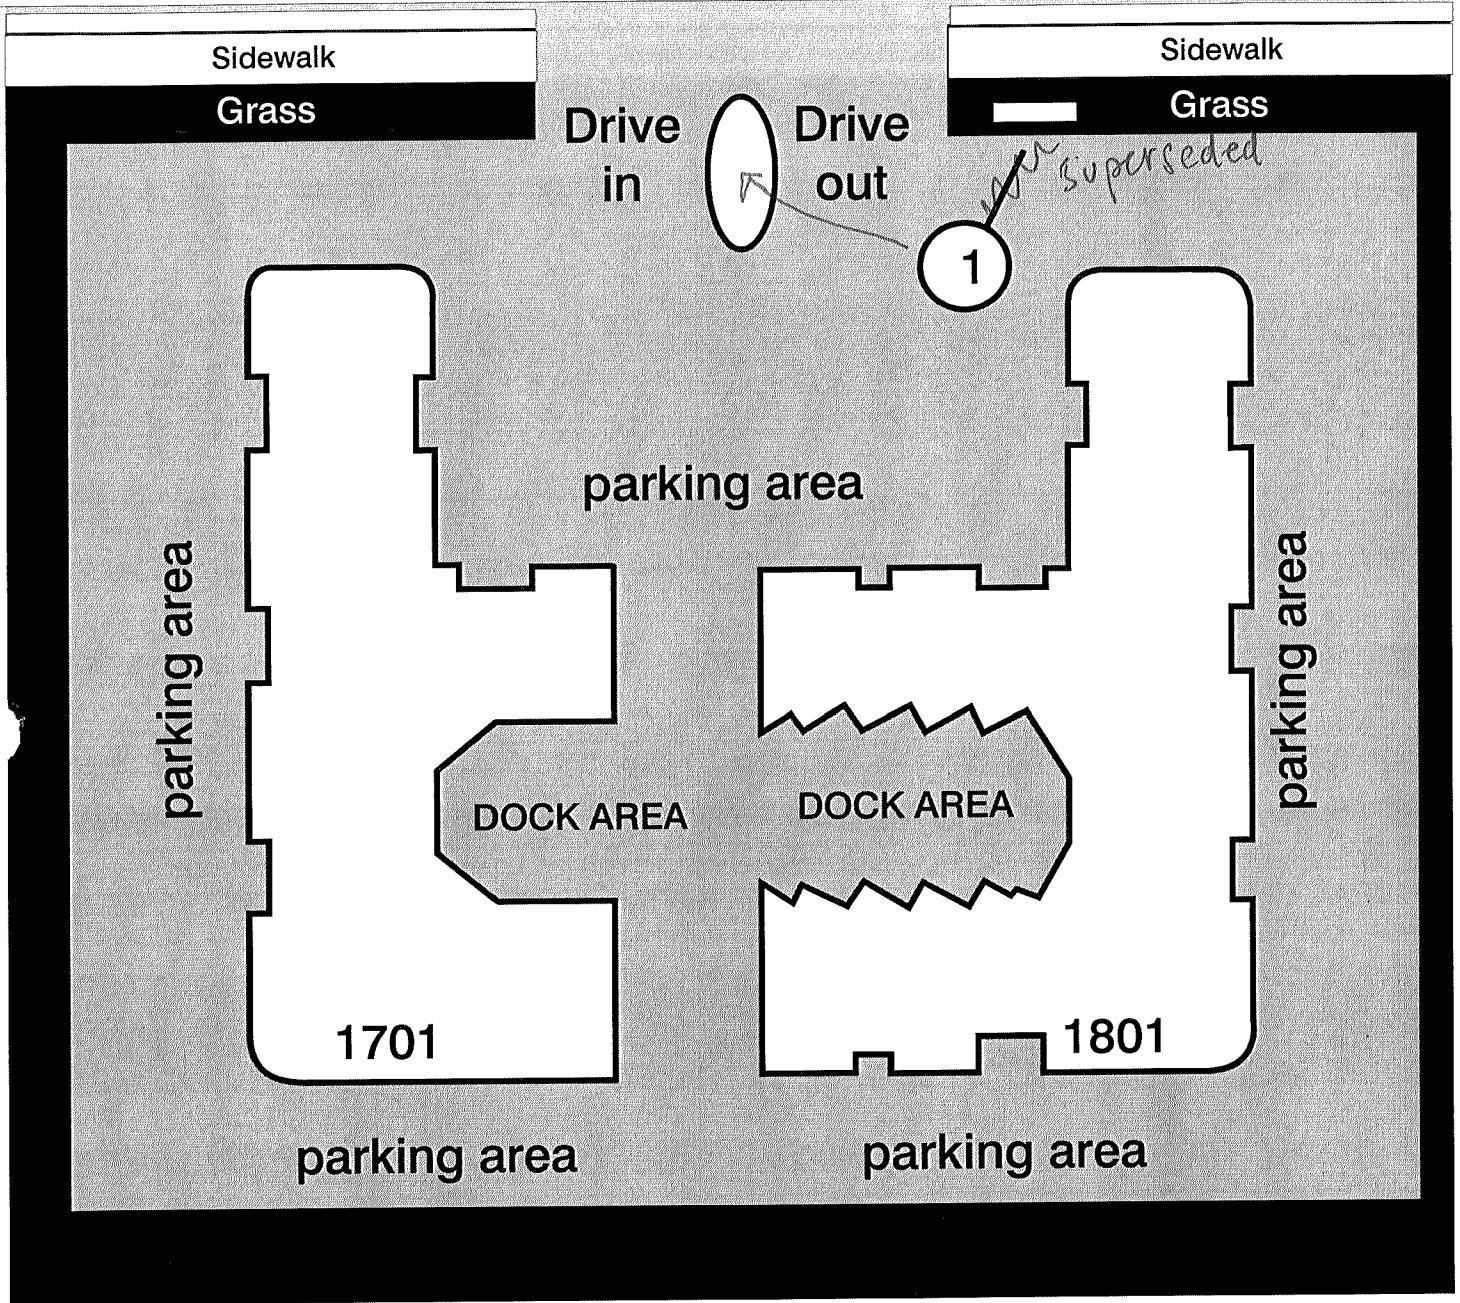 Sidewalk
Sidewalk
Grass
Grass
Drive
in
Drive
out
superseded
1
parking area
parking area
parking area
DOCK AREA
DOCK AREA
1701
1801
parking area
parking area